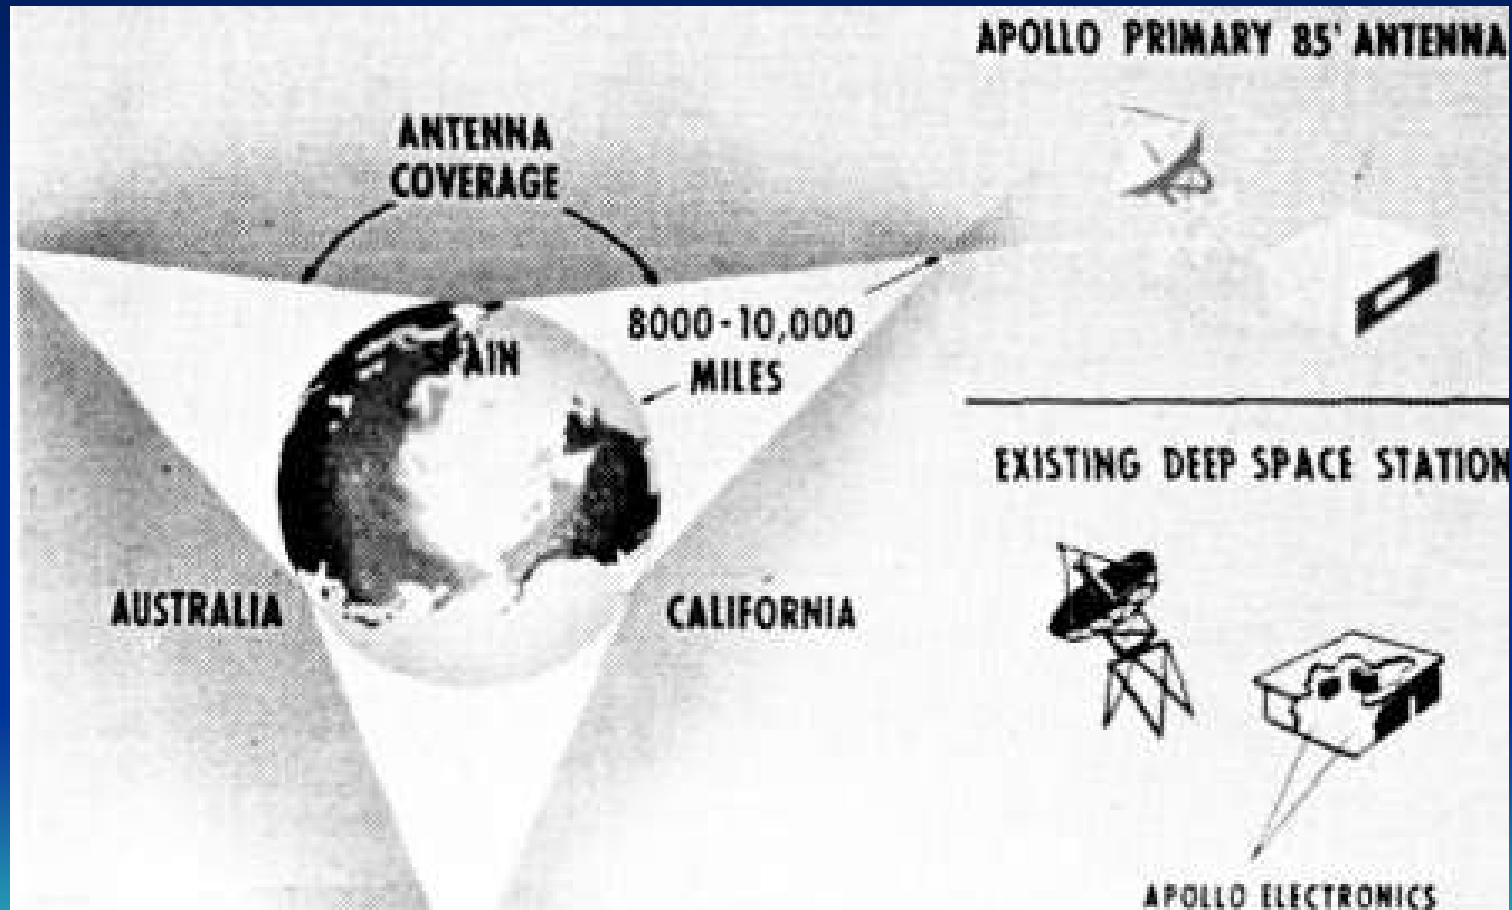 APOLLO PRIMARY 85' ANTENNA
ANTENNA
COVERAGE
8000-10,000
MILES
SPAIN
EXISTING DEEP SPACE STATION
AUSTRALIA
CALIFORNIA
APOLLO ELECTRONICS